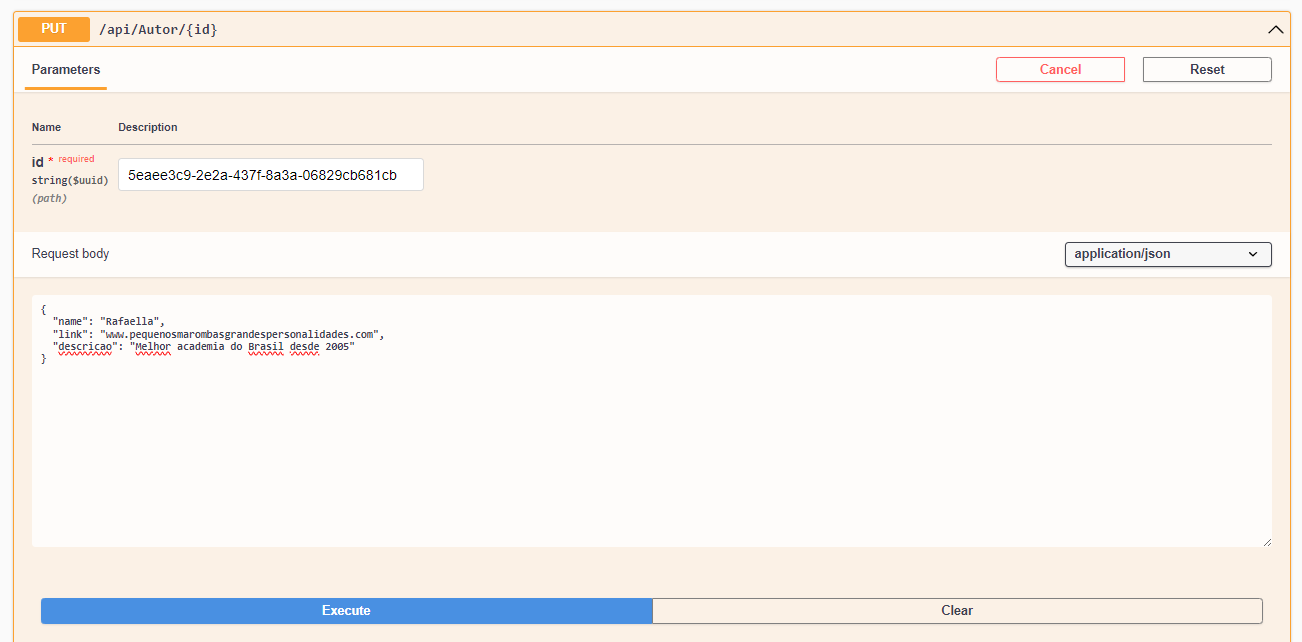 PUT /api/Autor/{id}
Parameters Cancel Reset
Name Description
id * required
string($uuid) 5eaee3c9-2e2a-437f-8a3a-06829cb681cb
(path)
Request body application/json
{
"name": "Rafaella",
"link": "www.pequenosmarombasgrandespersonalidades.com",
"descricao": "Melhor academia do Brasil desde 2005"
}
Execute Clear